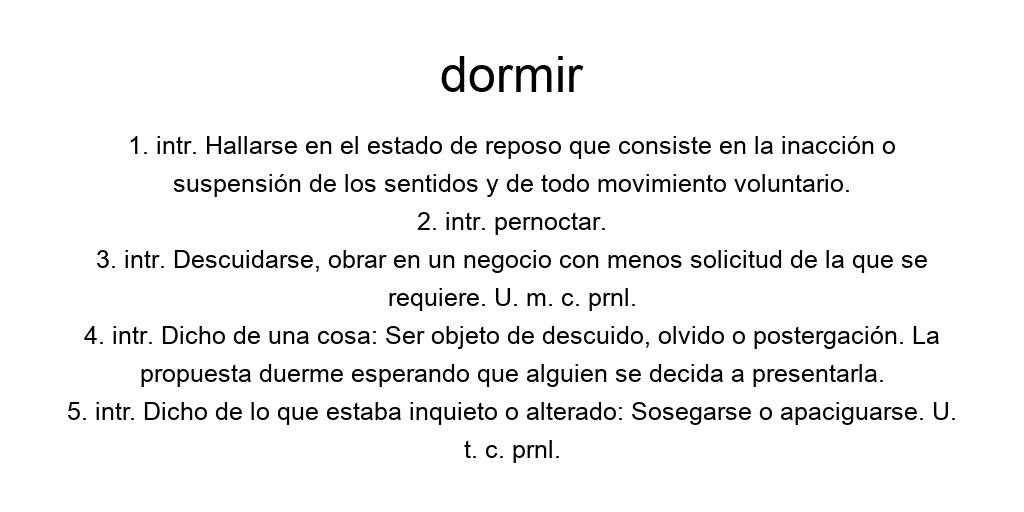 dormir
1. intr. Hallarse en el estado de reposo que consiste en la inacción o
suspensión de los sentidos y de todo movimiento voluntario.
2. intr. pernoctar.
3. intr. Descuidarse, obrar en un negocio con menos solicitud de la que se
requiere. U. m. c. prnl.
4. intr. Dicho de una cosa: Ser objeto de descuido, olvido o postergación. La
propuesta duerme esperando que alguien se decida a presentarla.
5. intr. Dicho de lo que estaba inquieto o alterado: Sosegarse o apaciguarse. U.
t. c. prnl.